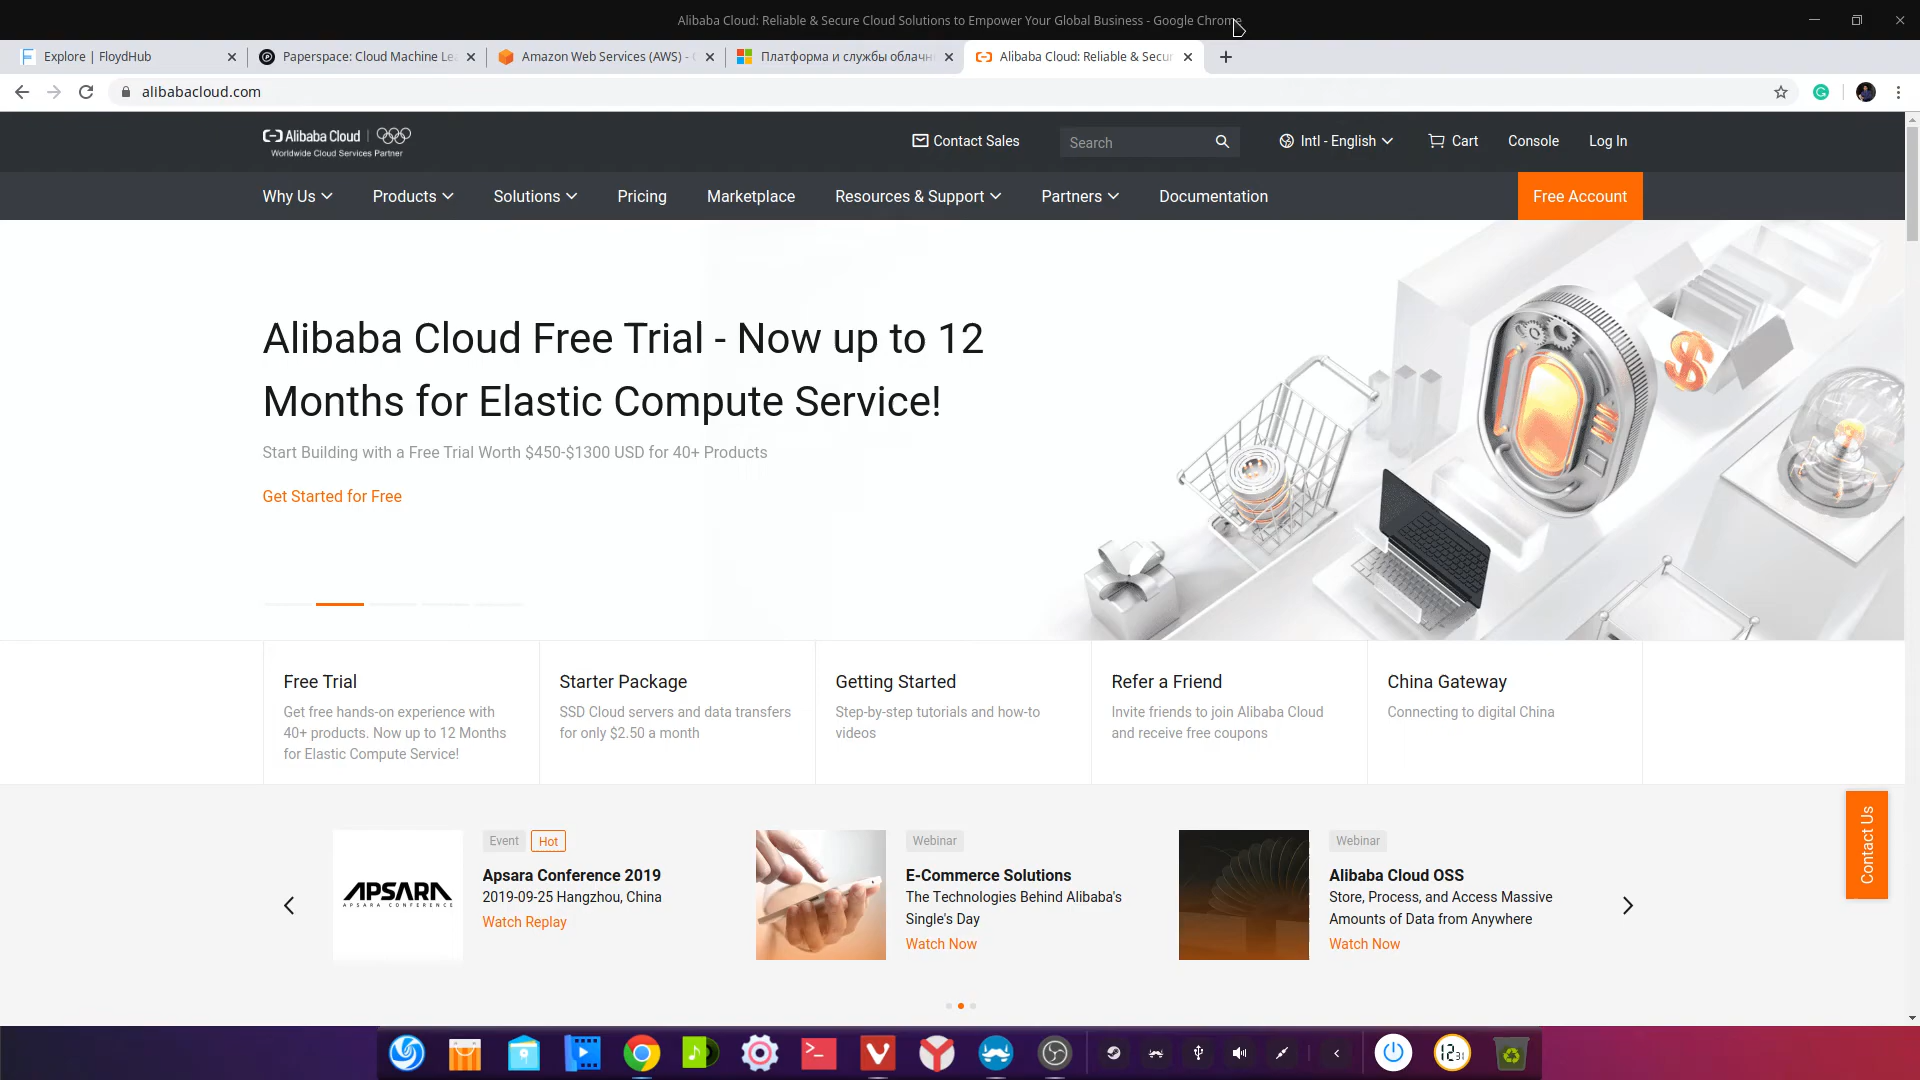 Alibaba Cloud: Reliable & Secure Cloud Solutions to Empower Your Global Business - Google Chrome
Explore | FloydHub
Paperspace: Cloud Machine Le
Amazon Web Services (AWS) -
Платформа и службы облачн
Alibaba Cloud: Reliable & Secur
alibabacloud.com
Alibaba Cloud
Worldwide Cloud Services Partner
Contact Sales
Search
Intl - English
Cart
Console
Log In
Why Us
Products
Solutions
Pricing
Marketplace
Resources & Support
Partners
Documentation
Free Account
Alibaba Cloud Free Trial - Now up to 12
Months for Elastic Compute Service!
Start Building with a Free Trial Worth $450-$1300 USD for 40+ Products
Get Started for Free
Free Trial
Get free hands-on experience with
40+ products. Now up to 12 Months
for Elastic Compute Service!
Starter Package
SSD Cloud servers and data transfers
for only $2.50 a month
Getting Started
Step-by-step tutorials and how-to
videos
Refer a Friend
Invite friends to join Alibaba Cloud
and receive free coupons
China Gateway
Connecting to digital China
Contact Us
APSARA
APSARA CONFERENCE
Event
Hot
Apsara Conference 2019
2019-09-25 Hangzhou, China
Watch Replay
Webinar
E-Commerce Solutions
The Technologies Behind Alibaba's
Single's Day
Watch Now
Webinar
Alibaba Cloud OSS
Store, Process, and Access Massive
Amounts of Data from Anywhere
Watch Now
12:31